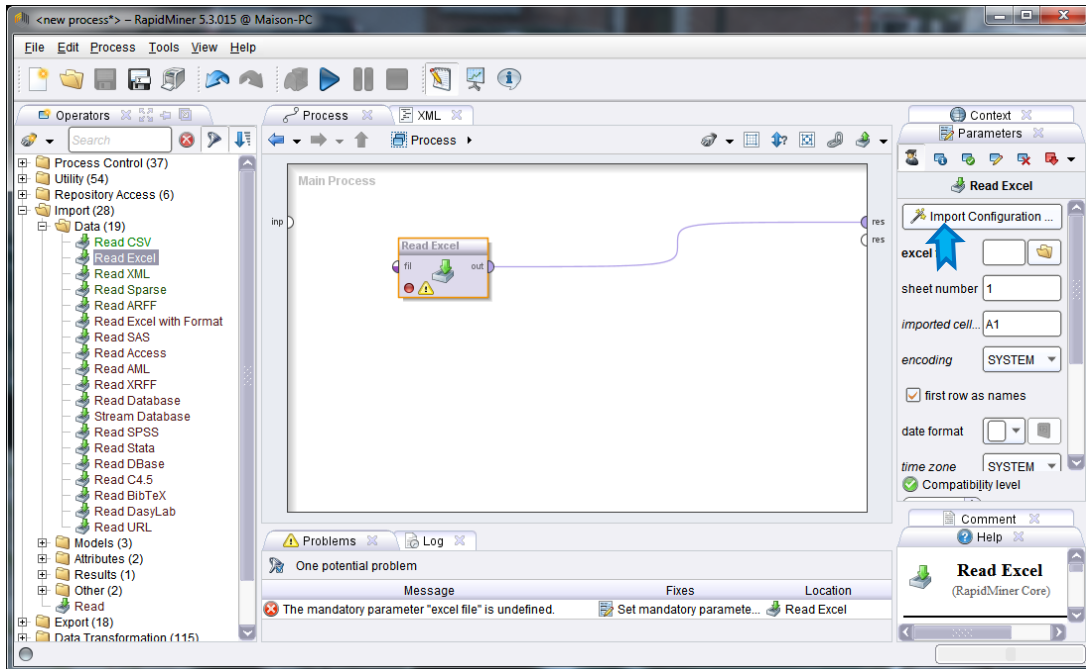 <new process*> – RapidMiner 5.3.015 @ Maison-PC
File Edit Process Tools View Help
Operators
Search
Process Control (37)
Utility (54)
Repository Access (6)
Import (28)
Data (19)
Read CSV
Read Excel
Read XML
Read Sparse
Read ARFF
Read Excel with Format
Read SAS
Read Access
Read AML
Read XRFF
Read Database
Stream Database
Read SPSS
Read Stata
Read DBase
Read C4.5
Read BibTeX
Read DasyLab
Read URL
Models (3)
Attributes (2)
Results (1)
Other (2)
Read
Export (18)
Data Transformation (115)
Process XML
Process
Main Process
inp
Read Excel
fil out
res
res
Problems Log
One potential problem
Message Fixes Location
The mandatory parameter "excel file" is undefined. Set mandatory paramete... Read Excel
Context
Parameters
Read Excel
Import Configuration ...
excel
sheet number 1
imported cell... A1
encoding SYSTEM
first row as names
date format
time zone SYSTEM
Compatibility level
Comment
Help
Read Excel
(RapidMiner Core)